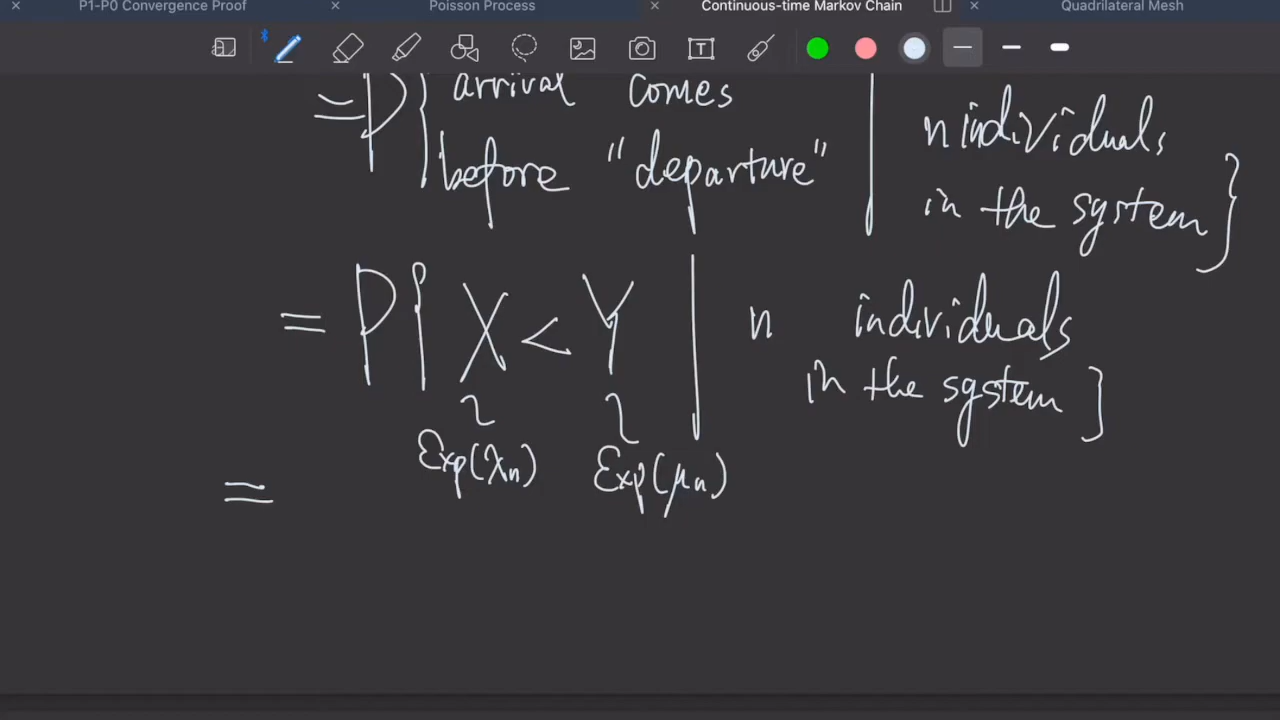 P1-P0 Convergence Proof Poisson Process Continuous-time Markov Chain Quadrilateral Mesh
= P{ arrival comes | n individuals
before "departure" | in the system }
= P{ X < Y | n individuals
in the system }
~ ~
Exp(λn) Exp(μn)
=